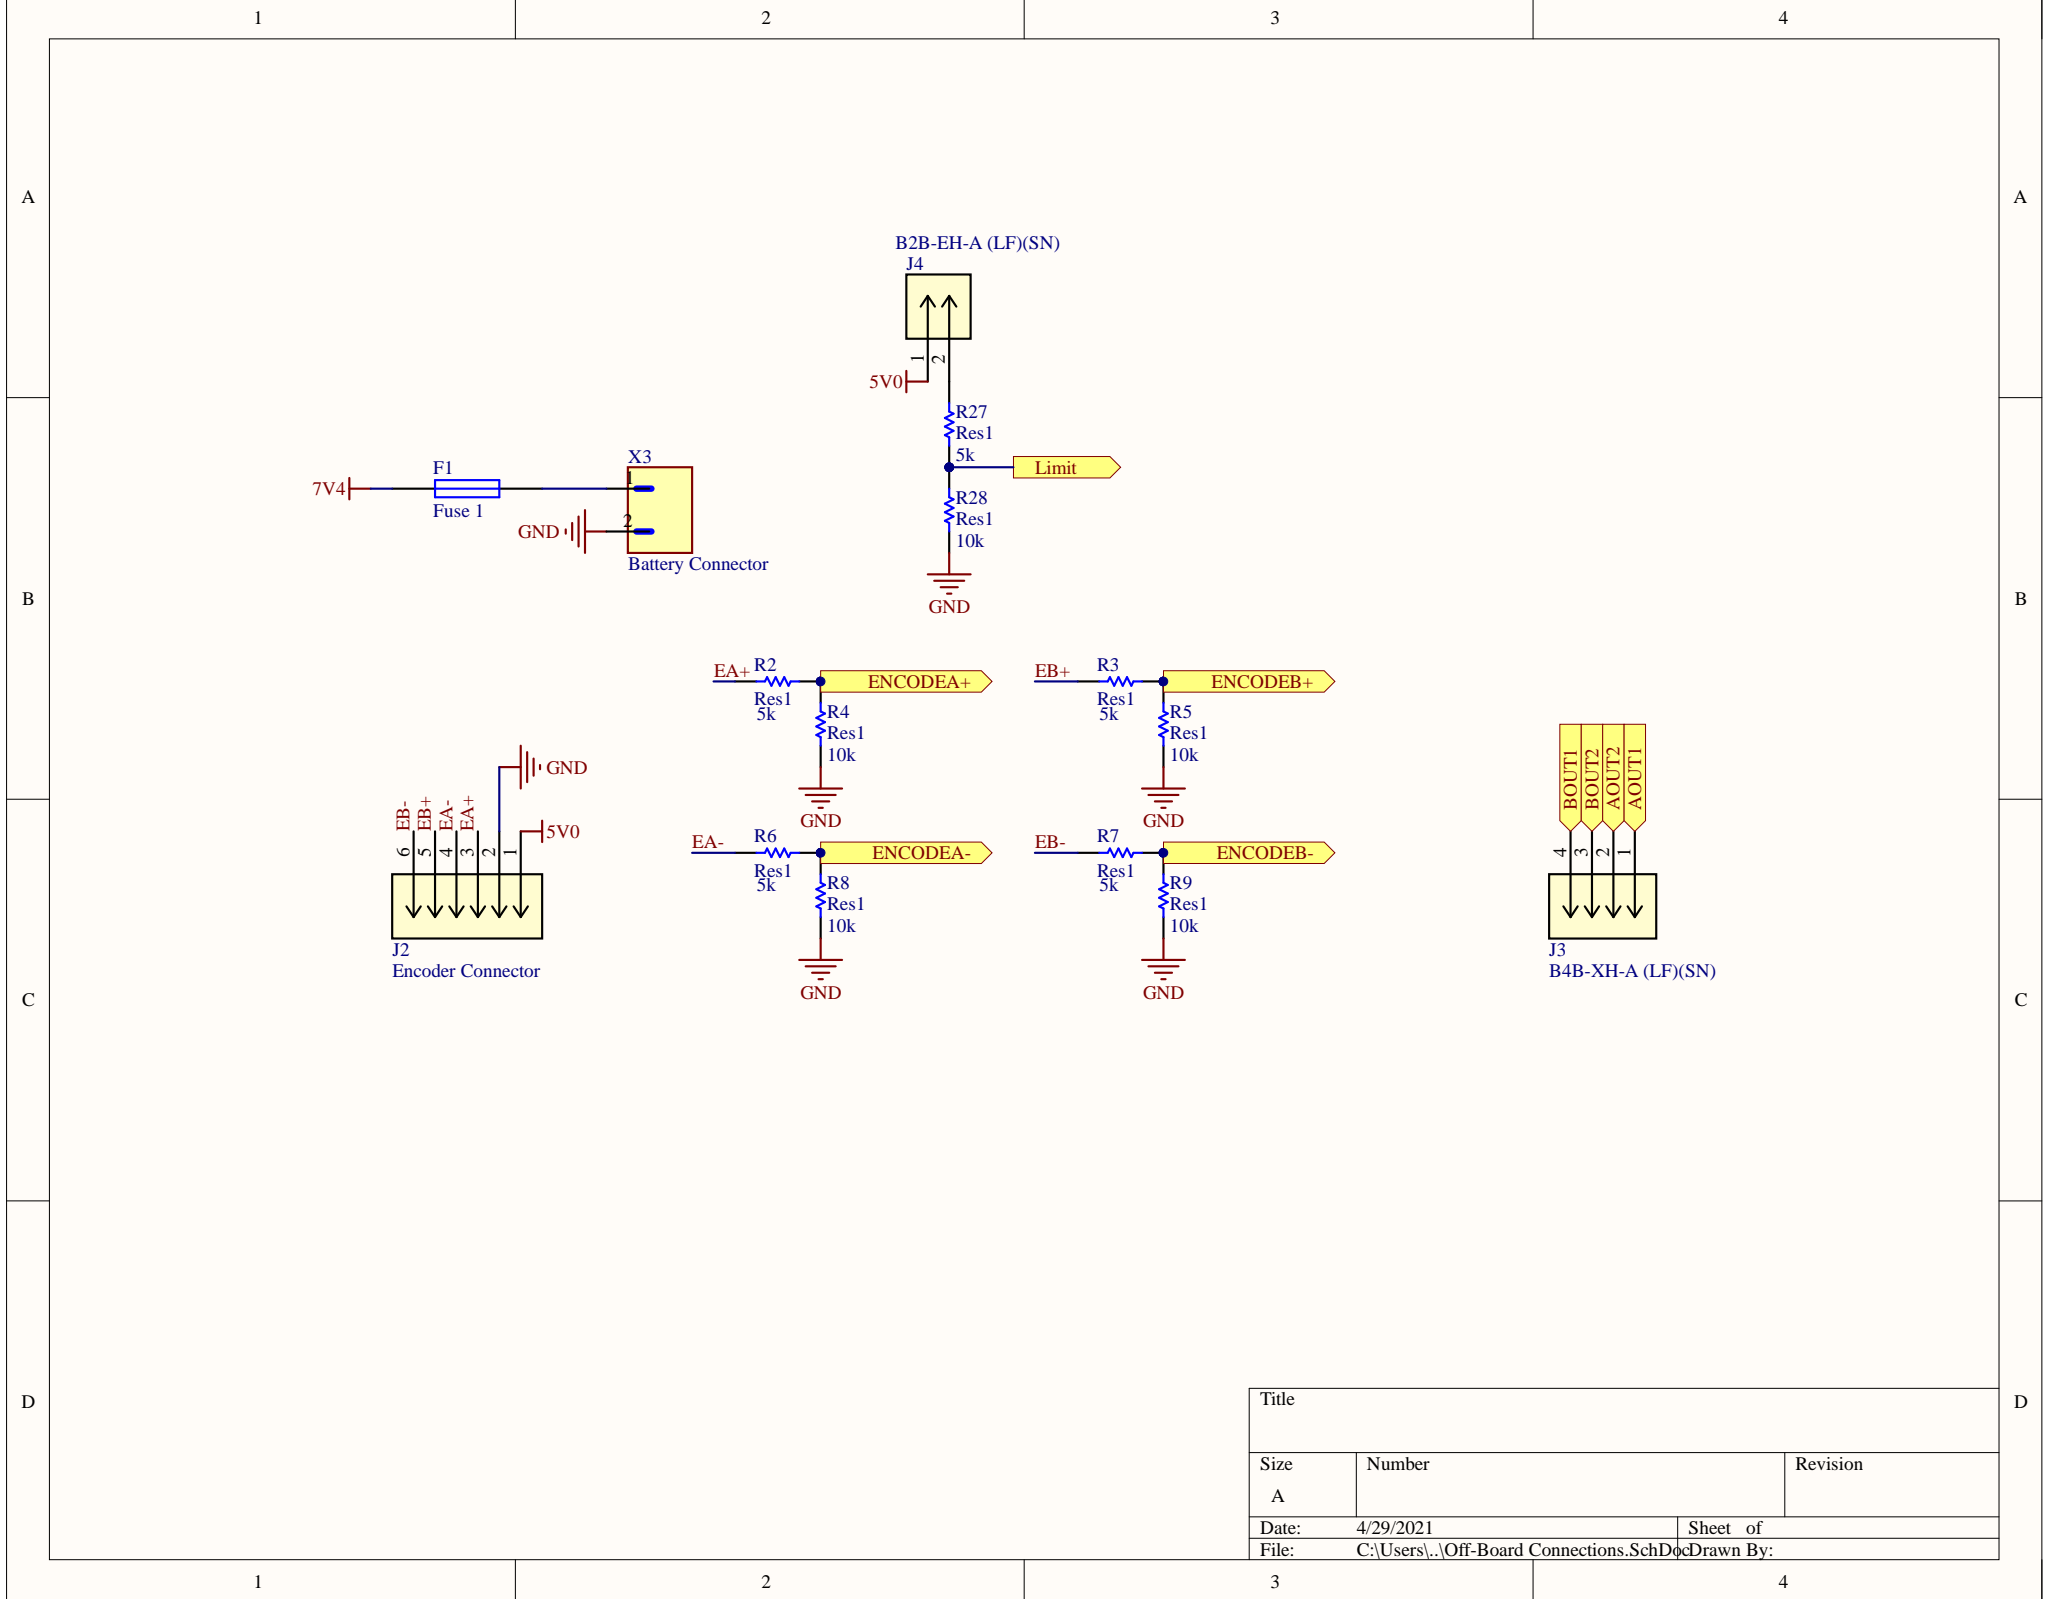 1 2 3 4
A A
B2B-EH-A (LF)(SN)
J4
1
2
5V0
R27
Res1
5k
Limit
R28
Res1
10k
GND
F1
7V4
Fuse 1
X3
1
GND
2
Battery Connector
B B
EA+ R2
Res1
5k
ENCODEA+
R4
Res1
10k
GND
EB+ R3
Res1
5k
ENCODEB+
R5
Res1
10k
GND
EA- R6
Res1
5k
ENCODEA-
R8
Res1
10k
GND
EB- R7
Res1
5k
ENCODEB-
R9
Res1
10k
GND
GND
5V0
EB- EB+ EA- EA+
6 5 4 3 2 1
J2
Encoder Connector
BOUT1 BOUT2 AOUT2 AOUT1
4 3 2 1
J3
B4B-XH-A (LF)(SN)
C C
D D
Title
Size Number Revision
A
Date: 4/29/2021 Sheet of
File: C:\Users\..\Off-Board Connections.SchDoc Drawn By:
1 2 3 4